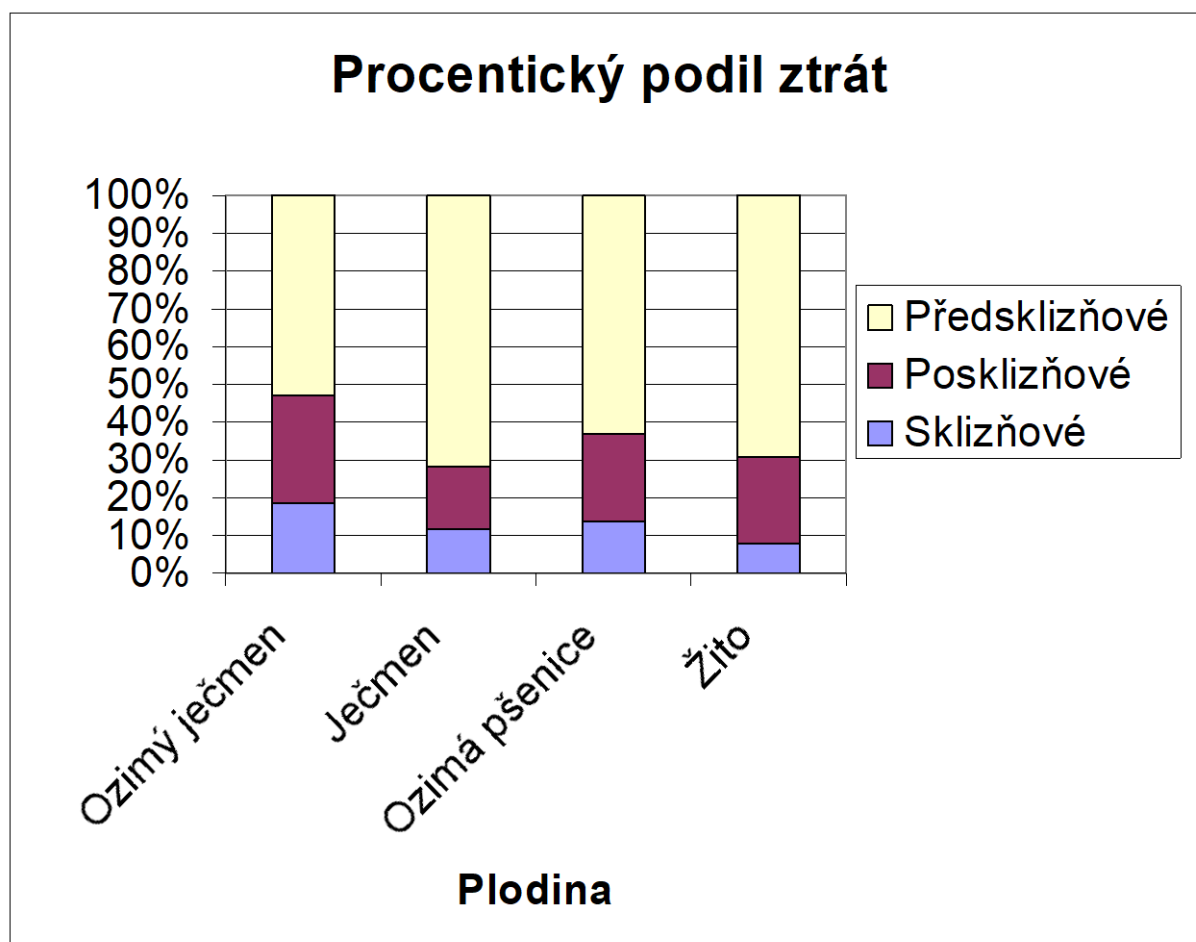 Procentický podil ztrát
100%
90%
80%
70%
60%
50%
40%
30%
20%
10%
0%
Předsklizňové
Posklizňové
Sklizňové
Ozimý ječmen
Ječmen
Ozimá pšenice
Žito
Plodina